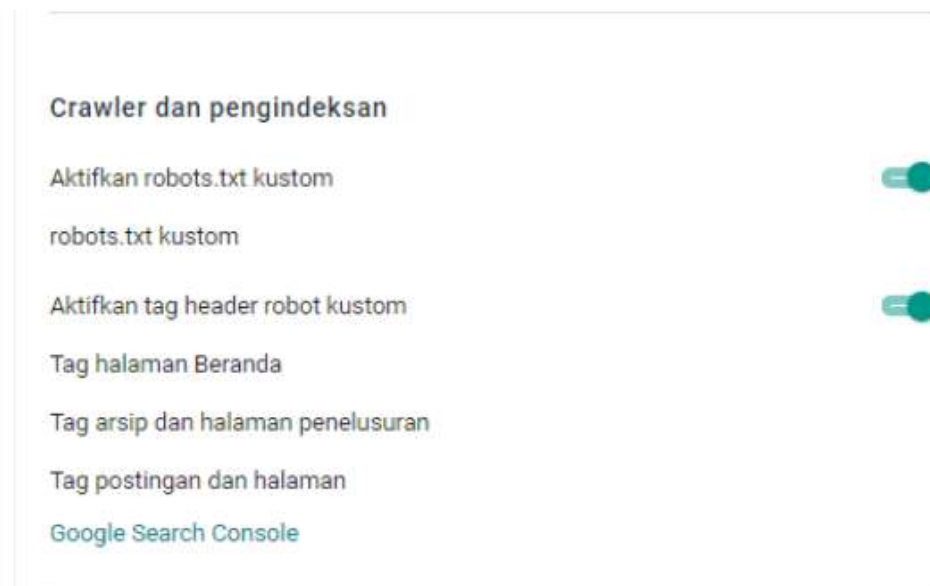 Crawler dan pengindeksan
Aktifkan robots.txt kustom
robots.txt kustom
Aktifkan tag header robot kustom
Tag halaman Beranda
Tag arsip dan halaman penelusuran
Tag postingan dan halaman
Google Search Console